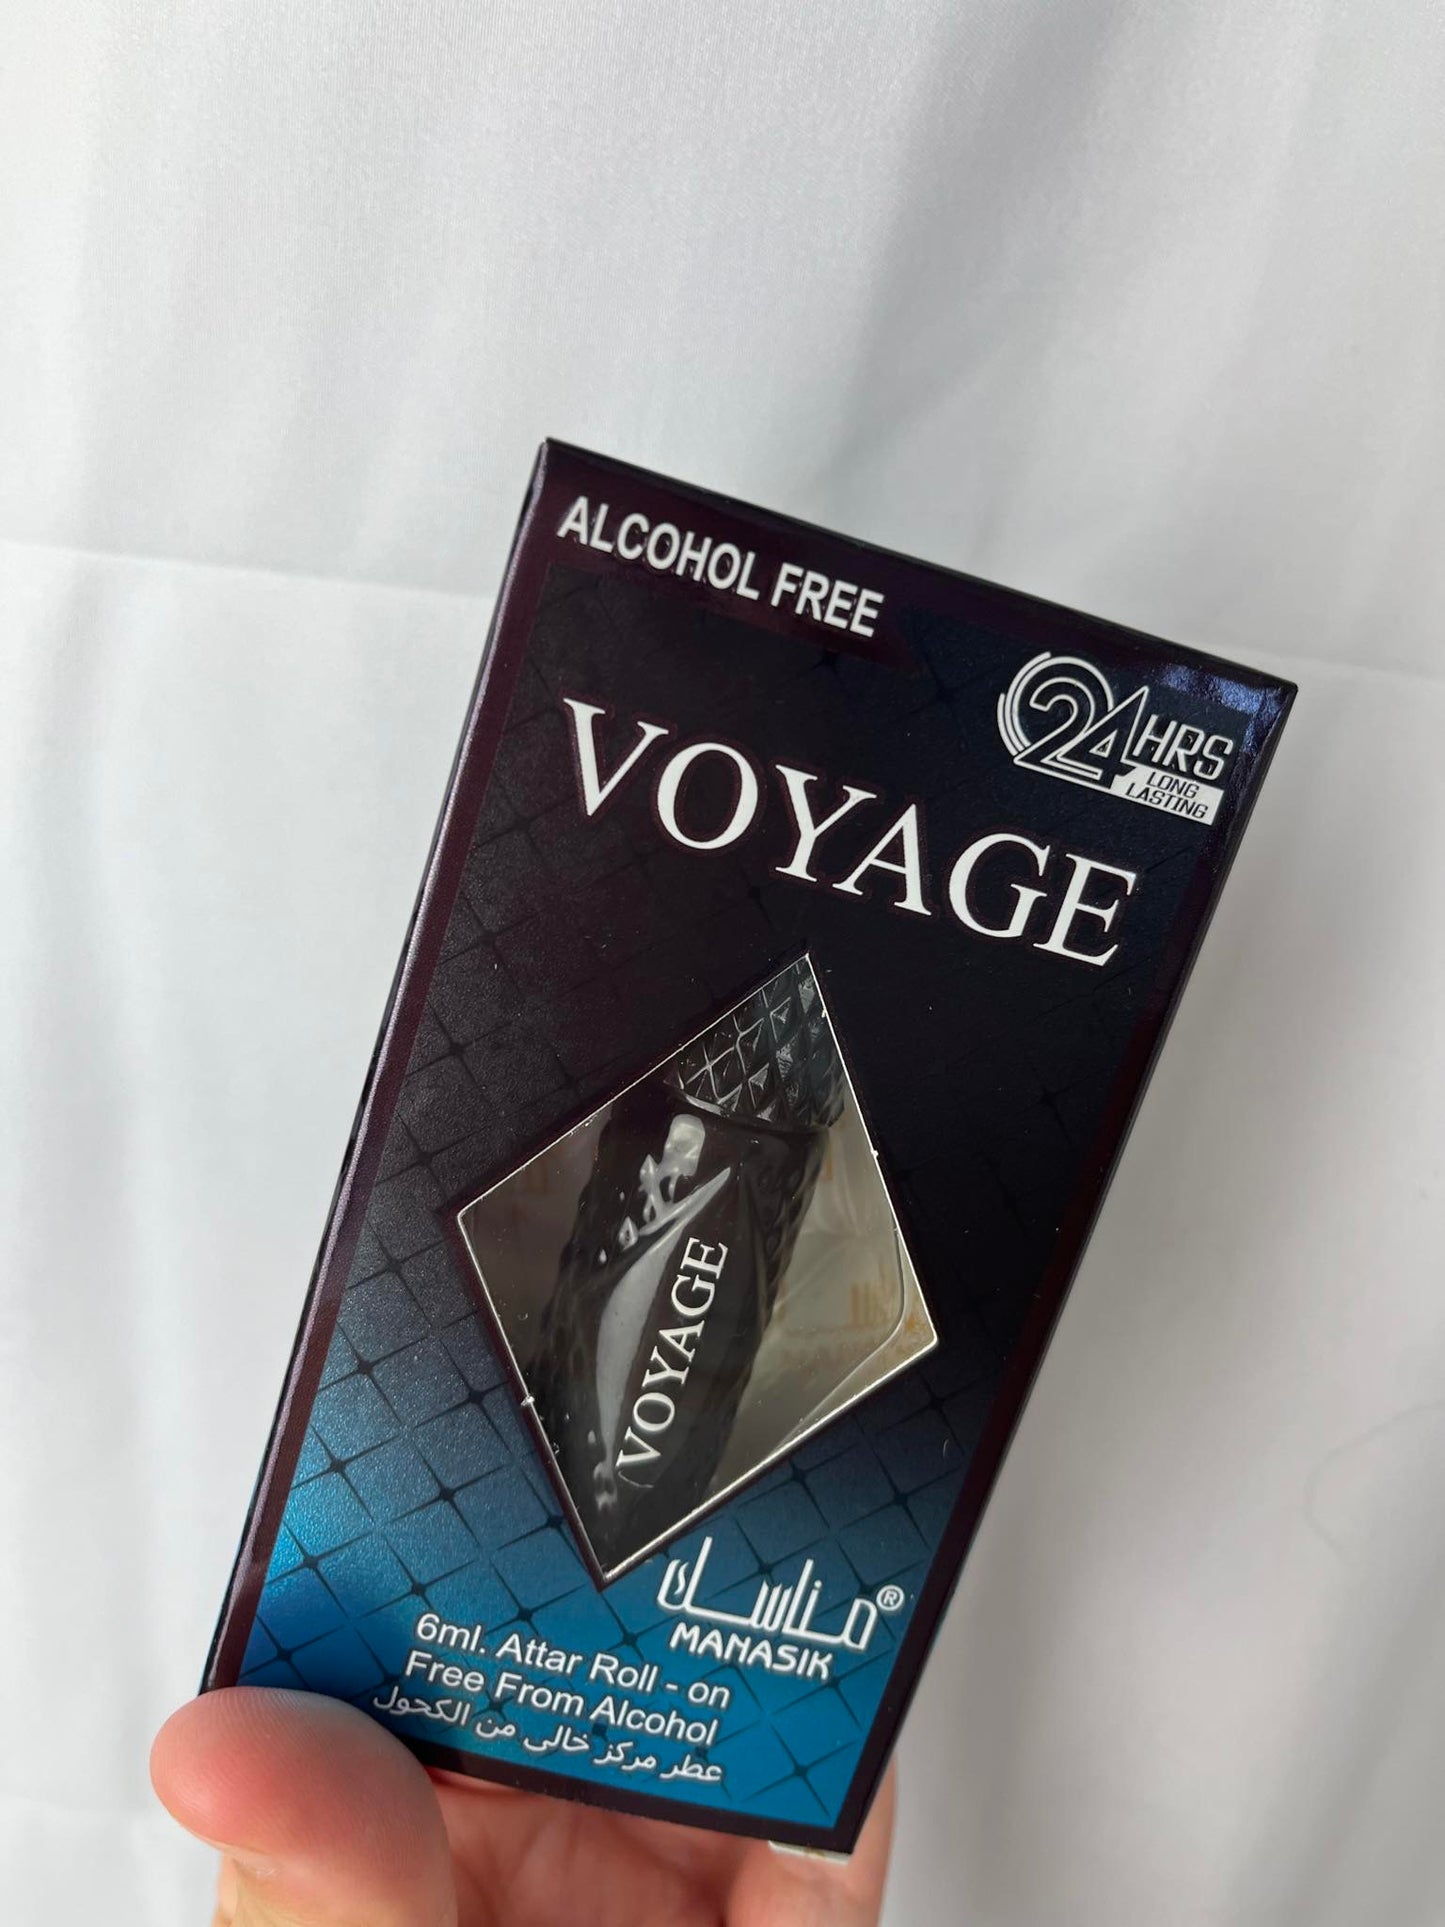 ALCOHOL FREE
24 HRS
LONG
LASTING
VOYAGE
VOYAGE
مناسك®
MANASIK
6ml. Attar Roll - on
Free From Alcohol
عطر مركز خالي من الكحول